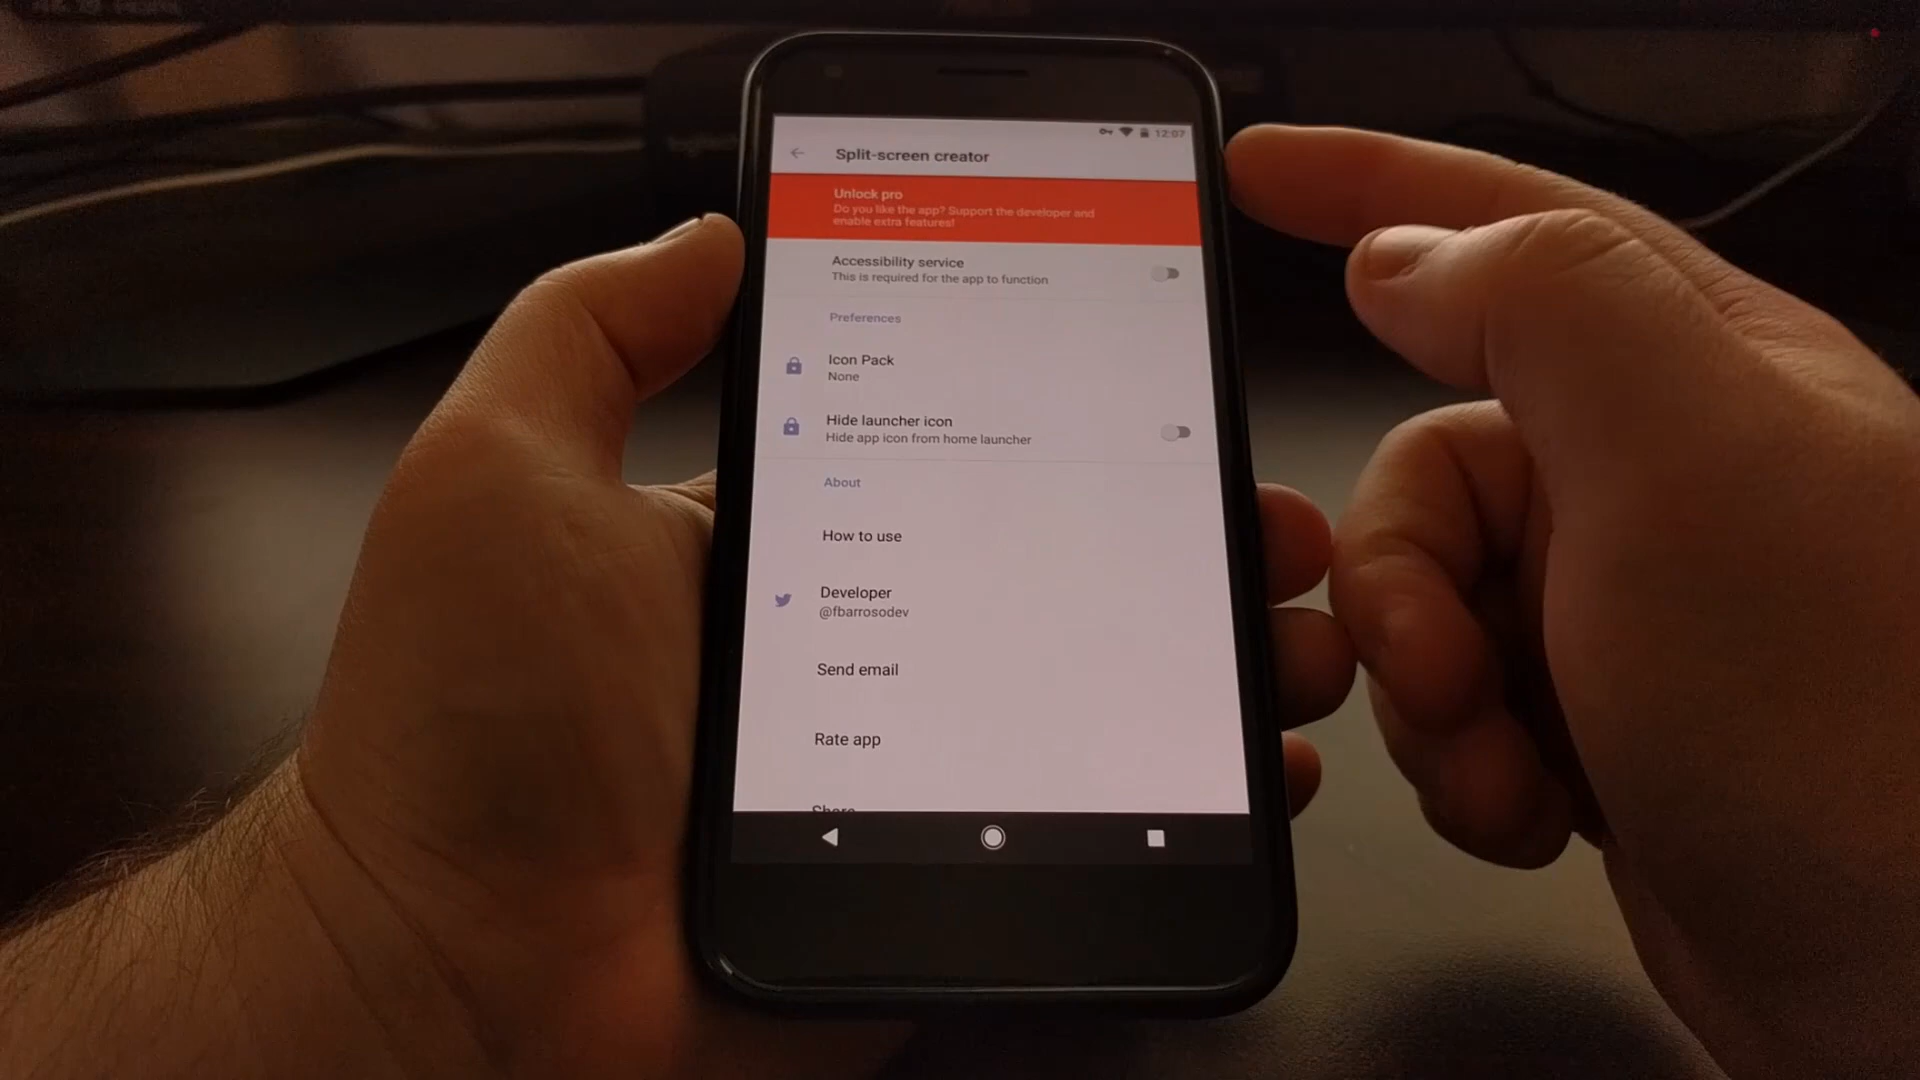 12:07
Split-screen creator
Unlock pro
Do you like the app? Support the developer and
enable extra features!
Accessibility service
This is required for the app to function
Preferences
Icon Pack
None
Hide launcher icon
Hide app icon from home launcher
About
How to use
Developer
@fbarrosodev
Send email
Rate app
Share